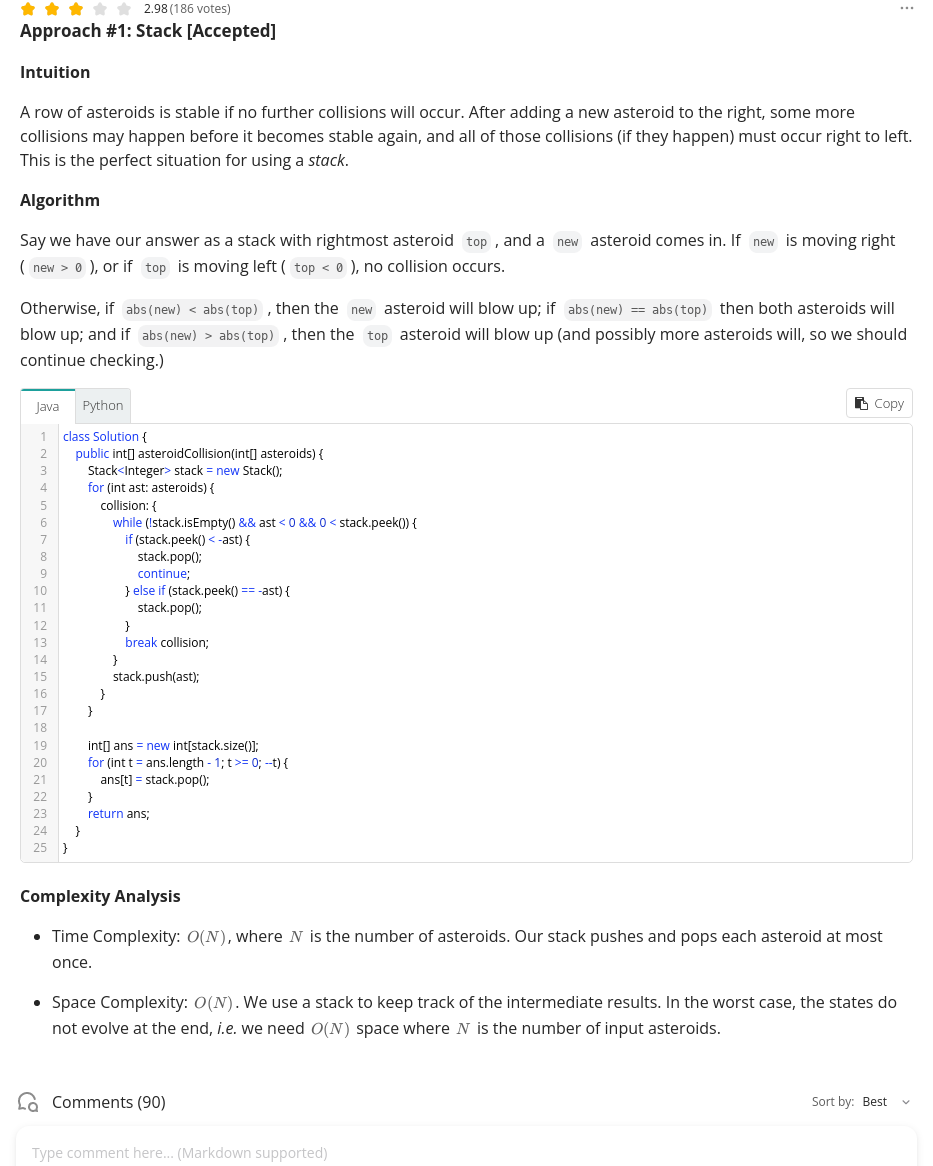 2.98 (186 votes)
Approach #1: Stack [Accepted]
Intuition
A row of asteroids is stable if no further collisions will occur. After adding a new asteroid to the right, some more
collisions may happen before it becomes stable again, and all of those collisions (if they happen) must occur right to left.
This is the perfect situation for using a stack.
Algorithm
Say we have our answer as a stack with rightmost asteroid top , and a new asteroid comes in. If new is moving right
( new > 0 ), or if top is moving left ( top < 0 ), no collision occurs.
Otherwise, if abs(new) < abs(top) , then the new asteroid will blow up; if abs(new) == abs(top) then both asteroids will
blow up; and if abs(new) > abs(top) , then the top asteroid will blow up (and possibly more asteroids will, so we should
continue checking.)
Java Python Copy
1 class Solution {
2 public int[] asteroidCollision(int[] asteroids) {
3 Stack<Integer> stack = new Stack();
4 for (int ast: asteroids) {
5 collision: {
6 while (!stack.isEmpty() && ast < 0 && 0 < stack.peek()) {
7 if (stack.peek() < -ast) {
8 stack.pop();
9 continue;
10 } else if (stack.peek() == -ast) {
11 stack.pop();
12 }
13 break collision;
14 }
15 stack.push(ast);
16 }
17 }
18
19 int[] ans = new int[stack.size()];
20 for (int t = ans.length - 1; t >= 0; --t) {
21 ans[t] = stack.pop();
22 }
23 return ans;
24 }
25 }
Complexity Analysis
• Time Complexity: O(N), where N is the number of asteroids. Our stack pushes and pops each asteroid at most
once.
• Space Complexity: O(N). We use a stack to keep track of the intermediate results. In the worst case, the states do
not evolve at the end, i.e. we need O(N) space where N is the number of input asteroids.
Comments (90) Sort by: Best
Type comment here... (Markdown supported)